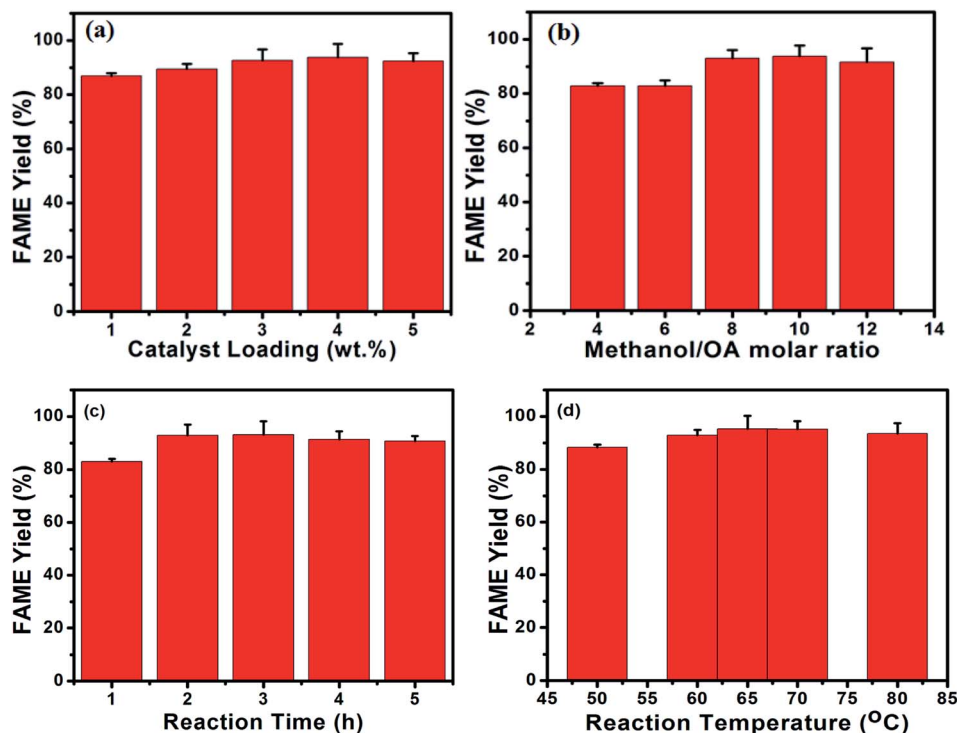 (a)
FAME Yield (%)
100
80
60
40
20
0
1 2 3 4 5
Catalyst Loading (wt.%)
(b)
FAME Yield (%)
100
80
60
40
20
0
2 4 6 8 10 12 14
Methanol/OA molar ratio
(c)
FAME Yield (%)
100
80
60
40
20
0
1 2 3 4 5
Reaction Time (h)
(d)
FAME Yield (%)
100
80
60
40
20
0
45 50 55 60 65 70 75 80 85
Reaction Temperature (OC)